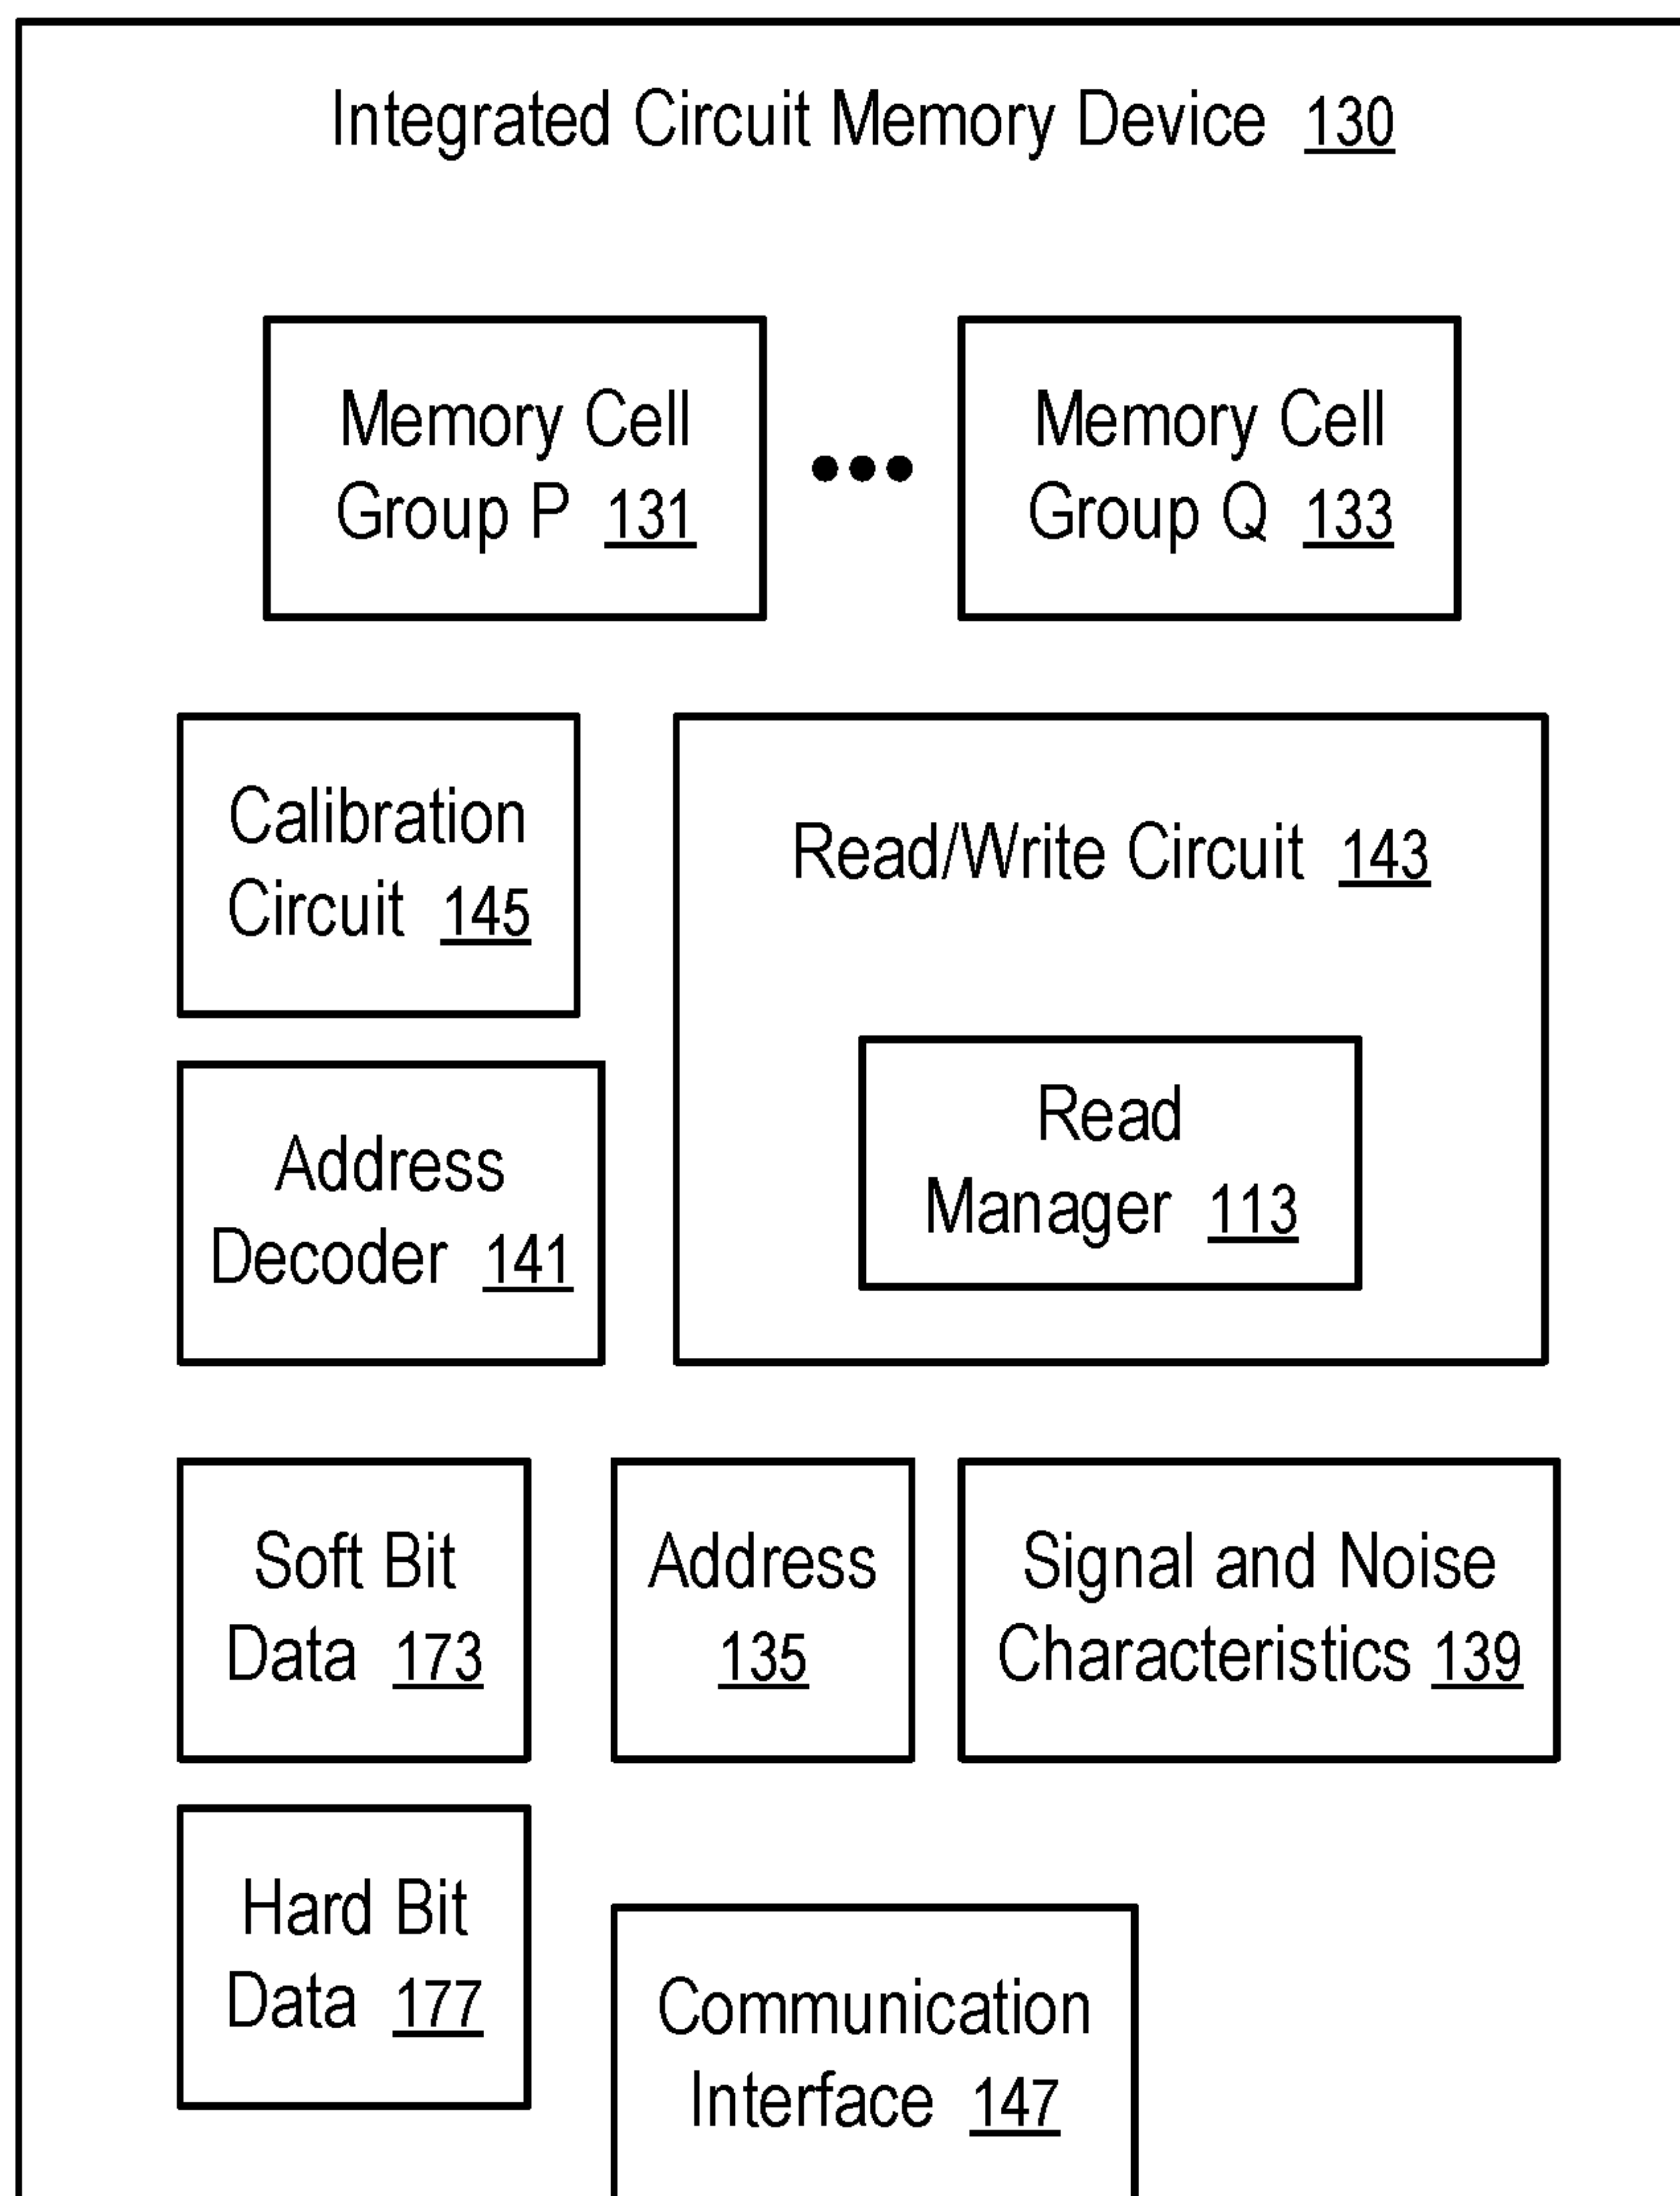 Integrated Circuit Memory Device 130
Memory Cell
Group P 131
Memory Cell
Group Q 133
Calibration
Circuit 145
Read/Write Circuit 143
Read
Manager 113
Address
Decoder 141
Soft Bit
Data 173
Address
135
Signal and Noise
Characteristics 139
Hard Bit
Data 177
Communication
Interface 147